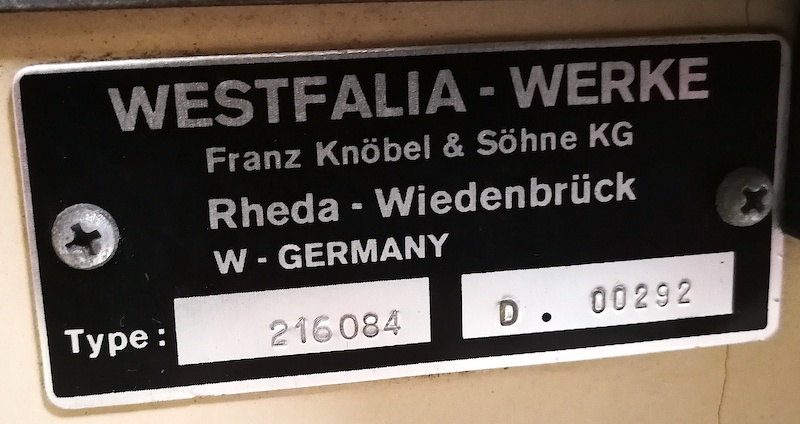 WESTFALIA - WERKE
Franz Knöbel & Söhne KG
Rheda - Wiedenbrück
W - GERMANY
Type: 216084 D. 00292